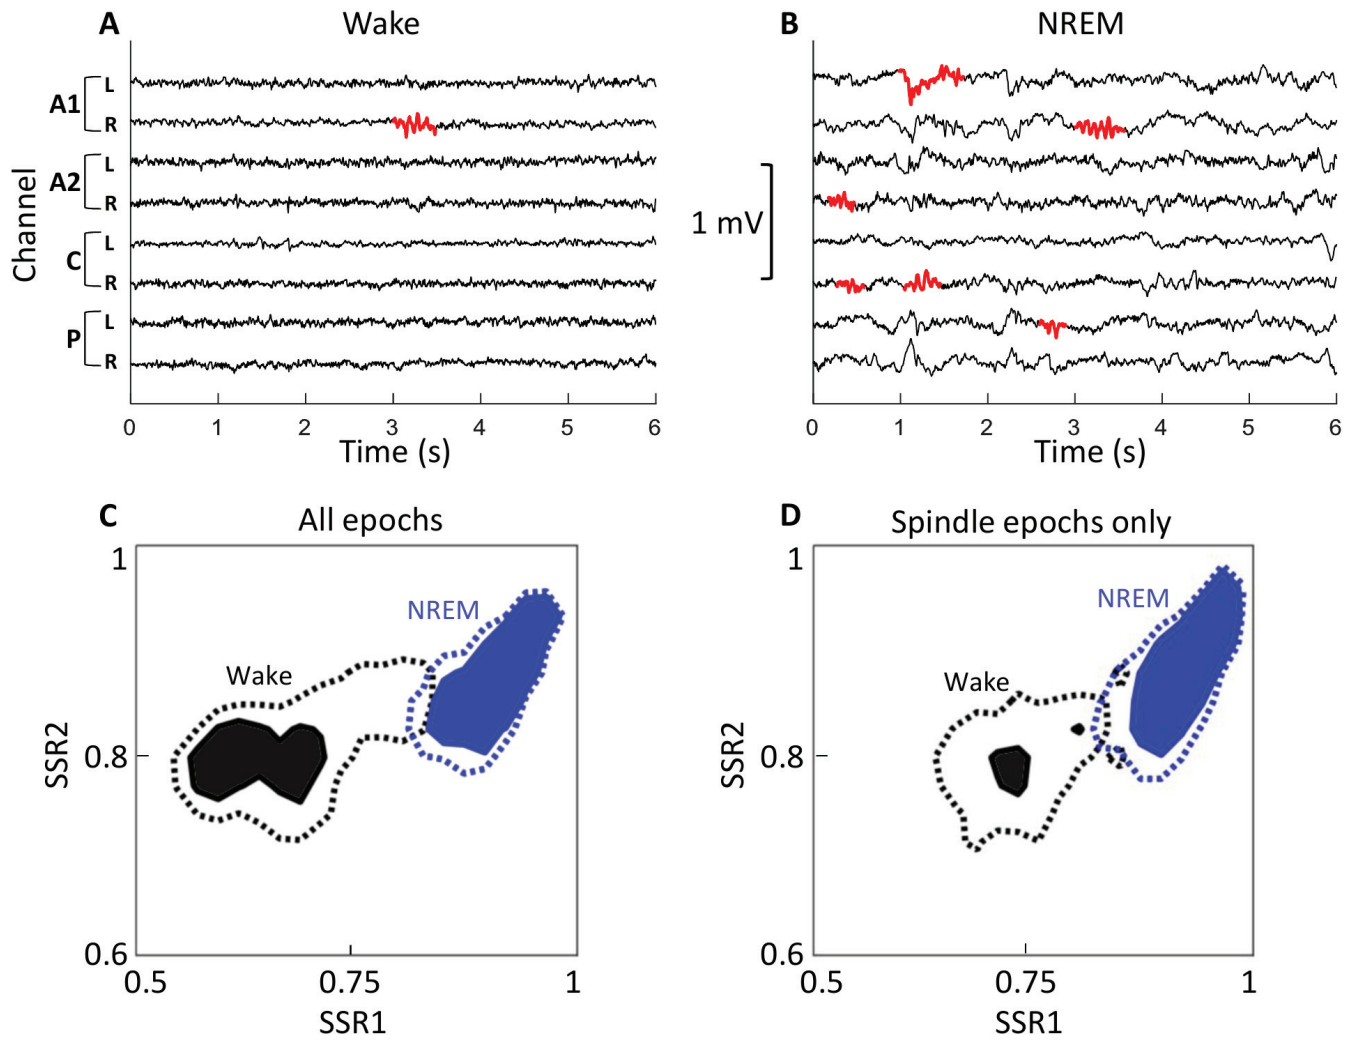 A Wake
B NREM
Channel
A1 L
R
A2 L
R
C L
R
P L
R
1 mV
0 1 2 3 4 5 6
Time (s)
0 1 2 3 4 5 6
Time (s)
C All epochs
D Spindle epochs only
1
NREM
Wake
SSR2
0.8
0.6
0.5 0.75 1
SSR1
1
NREM
Wake
SSR2
0.8
0.6
0.5 0.75 1
SSR1